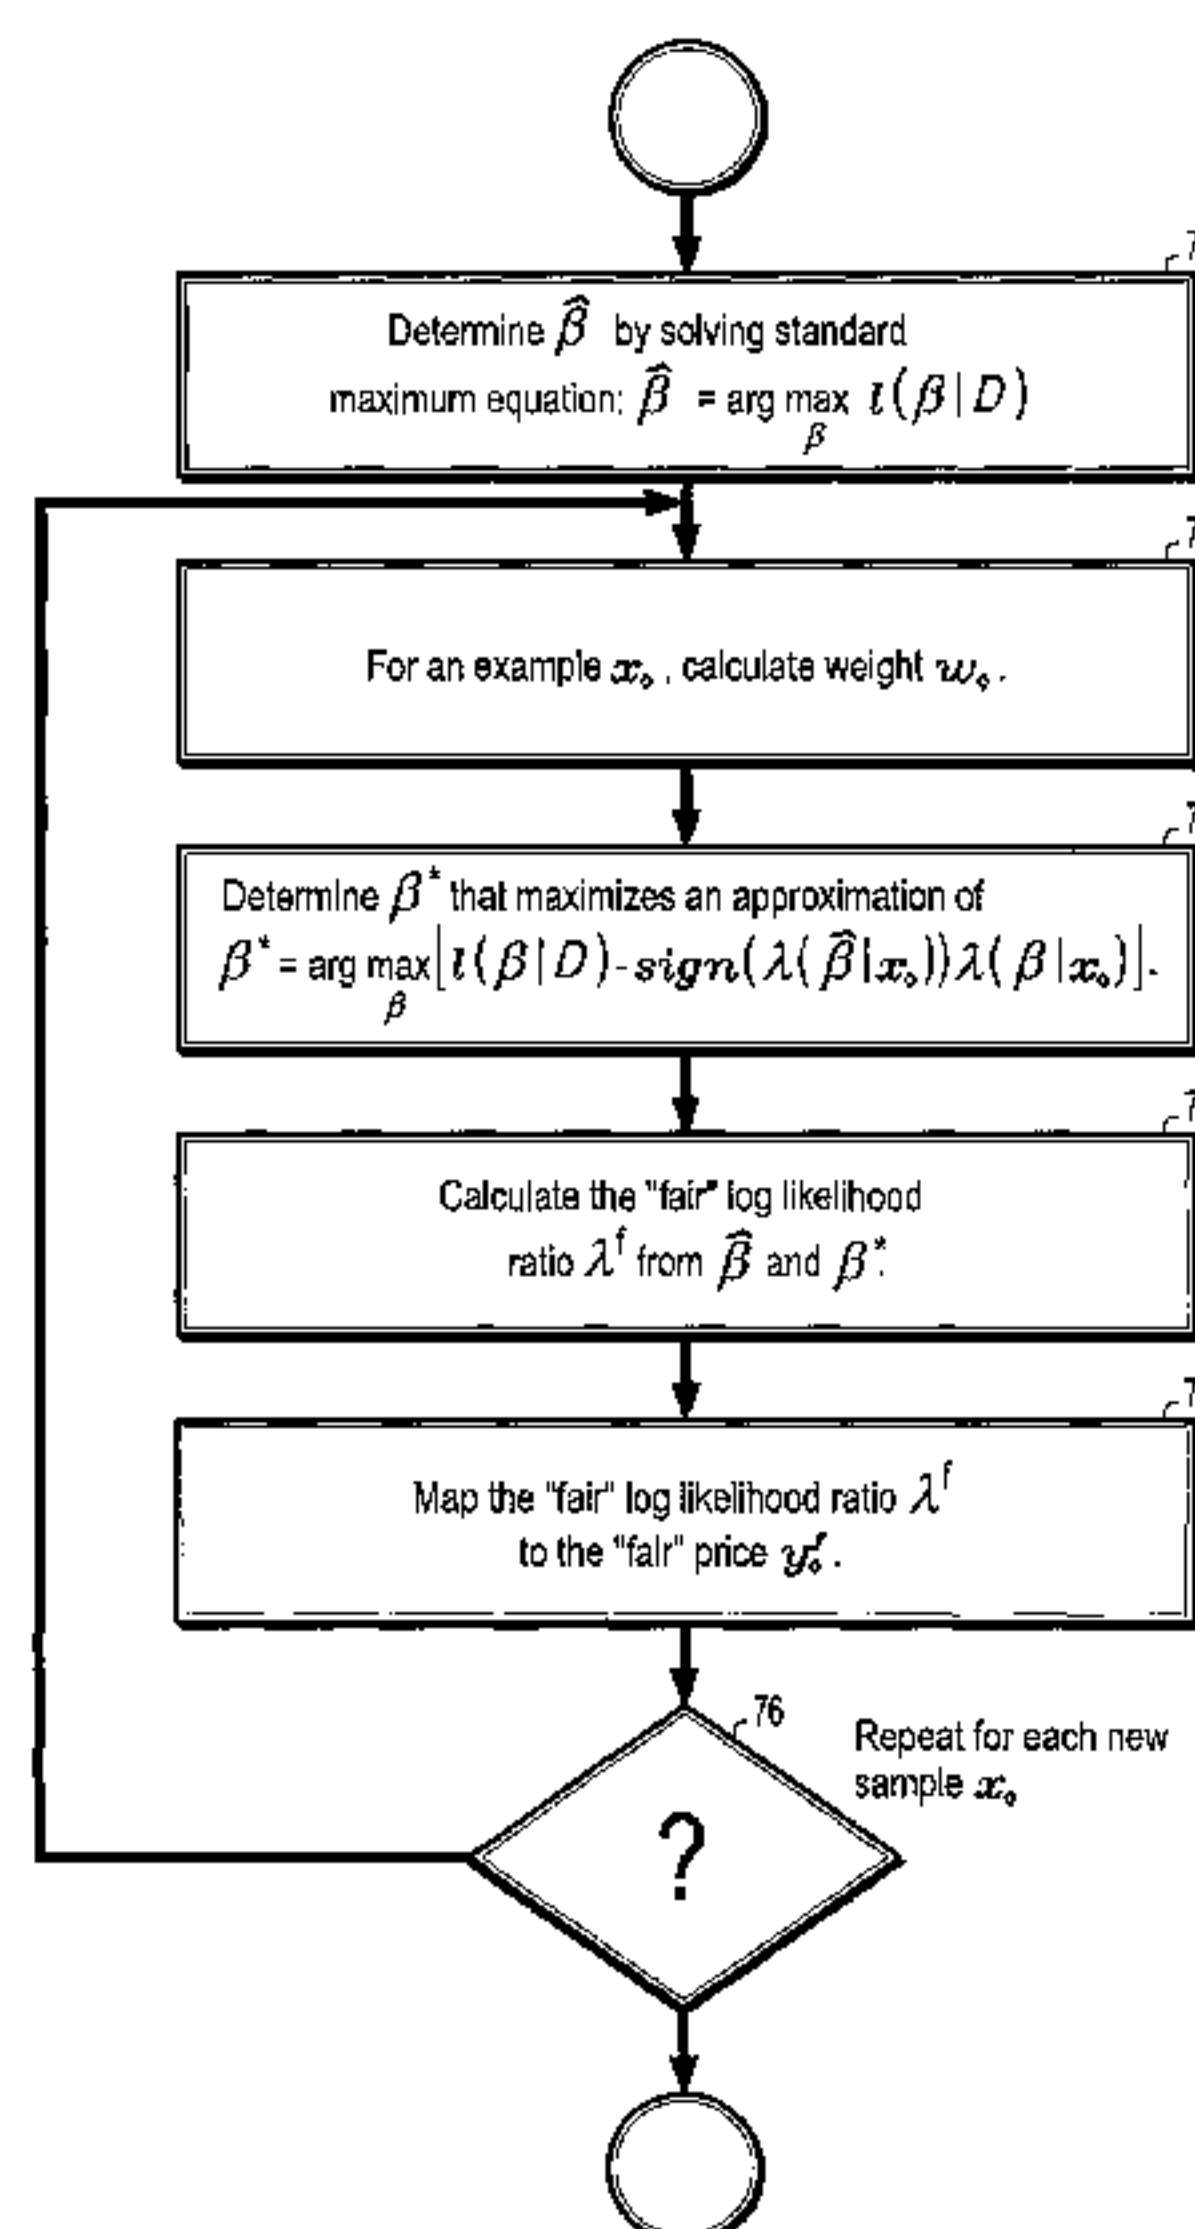 Determine β̂ by solving standard
maximum equation: β̂ = arg max l(β|D)
β
For an example x₀, calculate weight w₀.
Determine β* that maximizes an approximation of
β* = arg max[l(β|D)-sign(λ(β̂|x₀))λ(β|x₀)].
β
Calculate the "fair" log likelihood
ratio λᶠ from β̂ and β*.
Map the "fair" log likelihood ratio λᶠ
to the "fair" price y₀ᶠ.
76
Repeat for each new
sample x₀
?